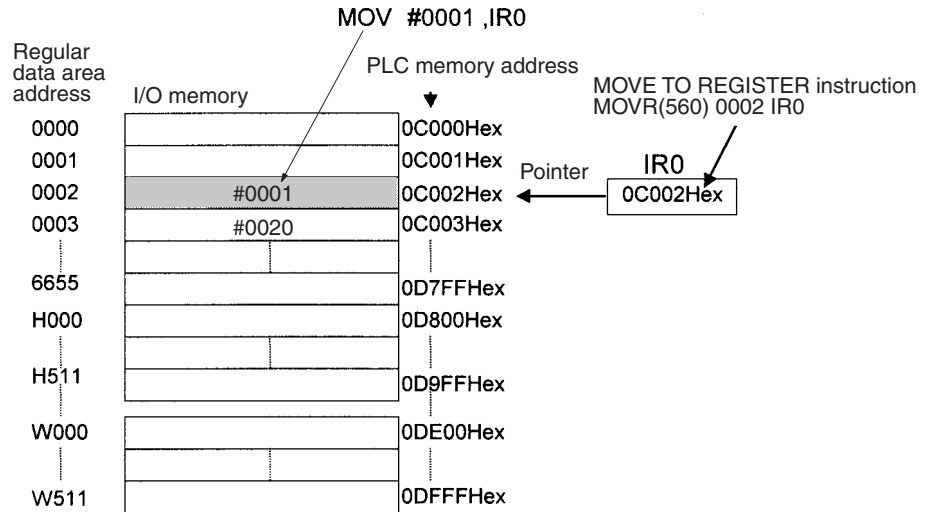 MOV #0001 ,IR0
Regular
data area
address
I/O memory
PLC memory address
MOVE TO REGISTER instruction
MOVR(560) 0002 IR0
0000
0C000Hex
0001
0C001Hex
Pointer
IR0
0002
#0001
0C002Hex
0C002Hex
0003
#0020
0C003Hex
6655
0D7FFHex
H000
0D800Hex
H511
0D9FFHex
W000
0DE00Hex
W511
0DFFFHex